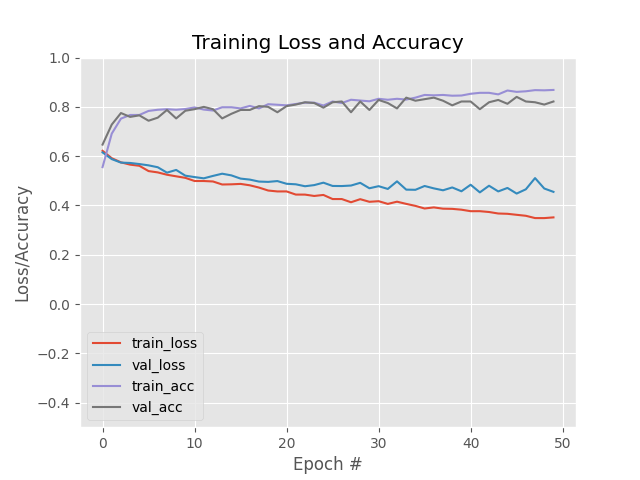 Training Loss and Accuracy
1.0
0.8
0.6
0.4
0.2
0.0
−0.2
−0.4
Loss/Accuracy
train_loss
val_loss
train_acc
val_acc
0 10 20 30 40 50
Epoch #